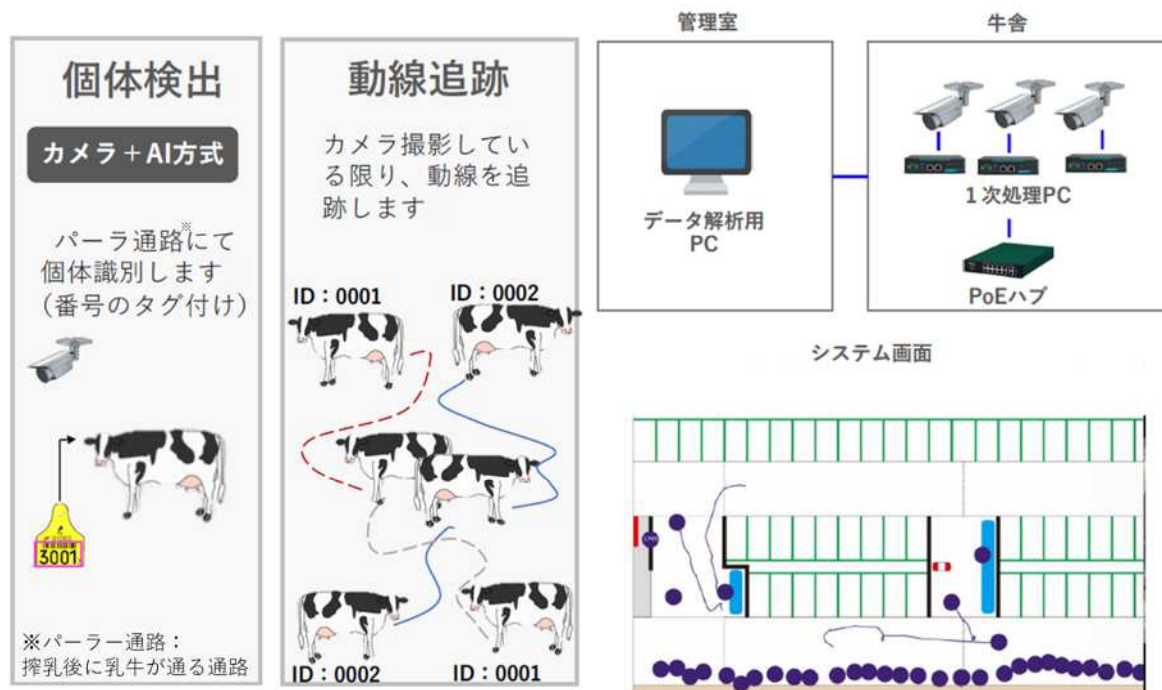 個体検出
カメラ＋AI方式
パーラ通路※にて
個体識別します
（番号のタグ付け）
3001
※パーラー通路：
搾乳後に乳牛が通る通路
動線追跡
カメラ撮影してい
る限り、動線を追
跡します
ID：0001
ID：0002
ID：0002
ID：0001
管理室
データ解析用
PC
牛舎
１次処理PC
PoEハブ
システム画面